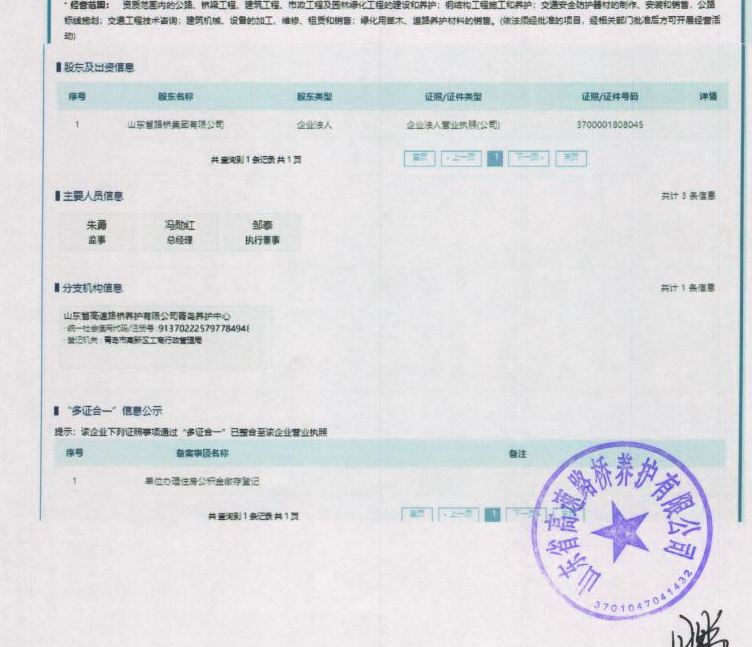 · 经营范围： 资质范围内的公路、桥梁工程、建筑工程、市政工程及园林绿化工程的建设和养护；钢结构工程施工和养护；交通安全防护器材的制作、安装和销售，公路
标线施划；交通工程技术咨询；建筑机械、设备的加工，维修、租赁和销售；绿化用苗木、道路养护材料的销售。(依法须经批准的项目，经相关部门批准后方可开展经营活
动)
股东及出资信息
序号 股东名称 股东类型 证照/证件类型 证照/证件号码 详情
1 山东省路桥集团有限公司 企业法人 企业法人营业执照(公司) 3700001808045
共查询到 1 条记录 共 1 页 首页 ‹上一页 1 下一页› 末页
主要人员信息 共计 3 条信息
朱勇 冯勋红 邹泰
监事 总经理 执行董事
分支机构信息 共计 1 条信息
山东省高速路桥养护有限公司青岛养护中心
·统一社会信用代码/注册号:91370222579778494
·登记机关：青岛市高新区工商行政管理局
“多证合一”信息公示
提示：该企业下列证照事项通过“多证合一”已整合至该企业营业执照
序号 备案事项名称 备注
1 单位办理住房公积金缴存登记
共查询到 1 条记录 共 1 页 首页 ‹上一页 1 下一页›
山东省高速路桥养护有限公司
3701047041432